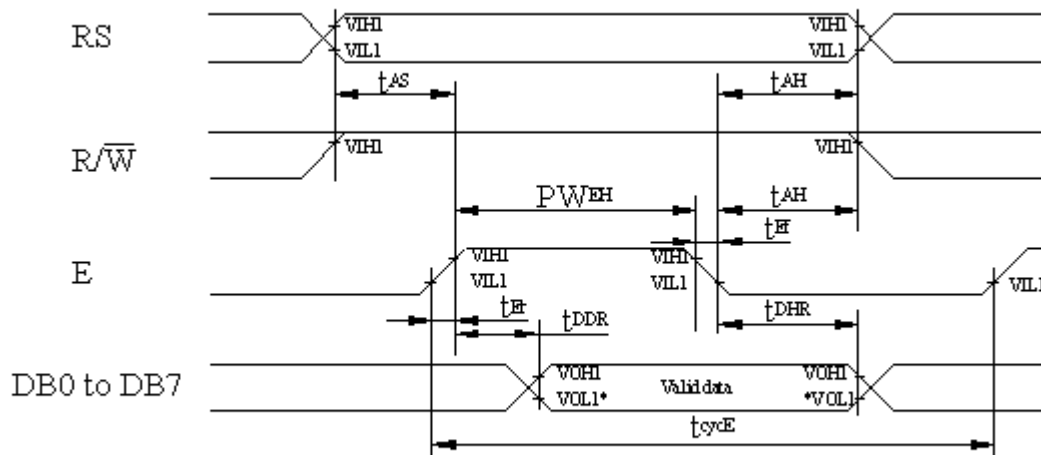 RS
VIH1 VIH1
VIL1 VIL1
tAS tAH
R/W̅ VIH1 VIH1
PWEH tAH
tEf
E
VIH1 VIH1
VIL1 VIL1 VIL1
tEr tDDR tDHR
DB0 to DB7
VOH1 Valid data VOH1
VOL1* *VOL1
tcycE